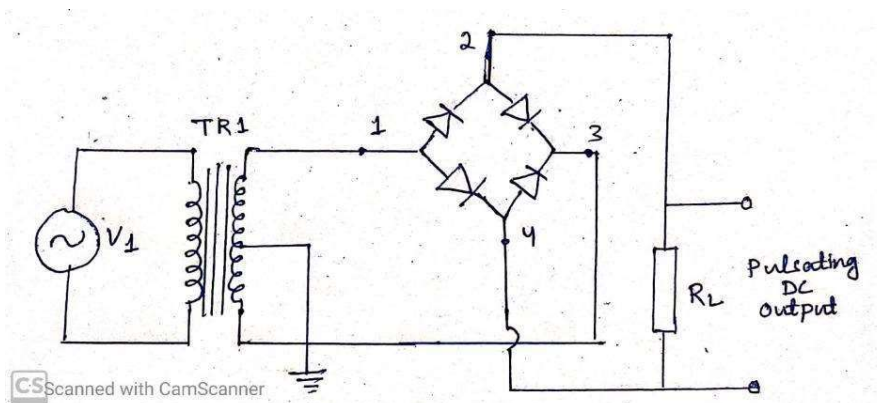 2
TR1
1
3
V1
4
RL
Pulsating
DC
Output
CS Scanned with CamScanner